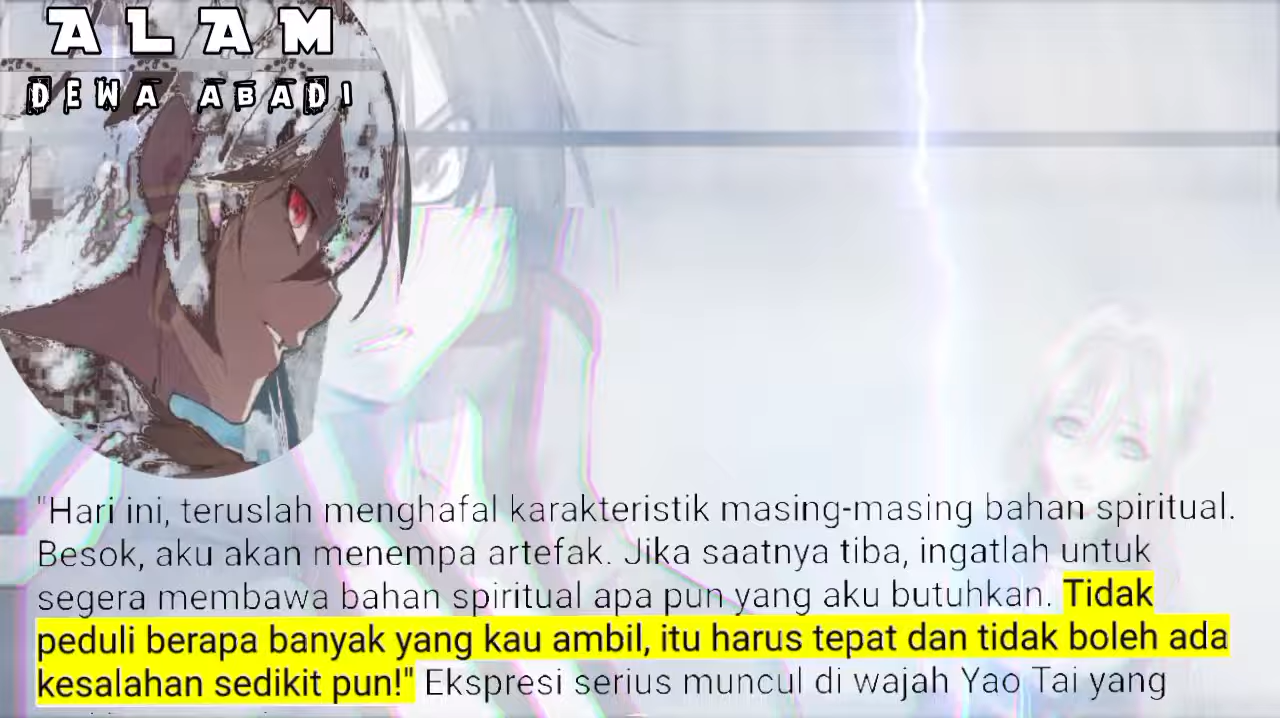 ALAM
DEWA ABADI
"Hari ini, teruslah menghafal karakteristik masing-masing bahan spiritual.
Besok, aku akan menempa artefak. Jika saatnya tiba, ingatlah untuk
segera membawa bahan spiritual apa pun yang aku butuhkan. Tidak
peduli berapa banyak yang kau ambil, itu harus tepat dan tidak boleh ada
kesalahan sedikit pun!" Ekspresi serius muncul di wajah Yao Tai yang